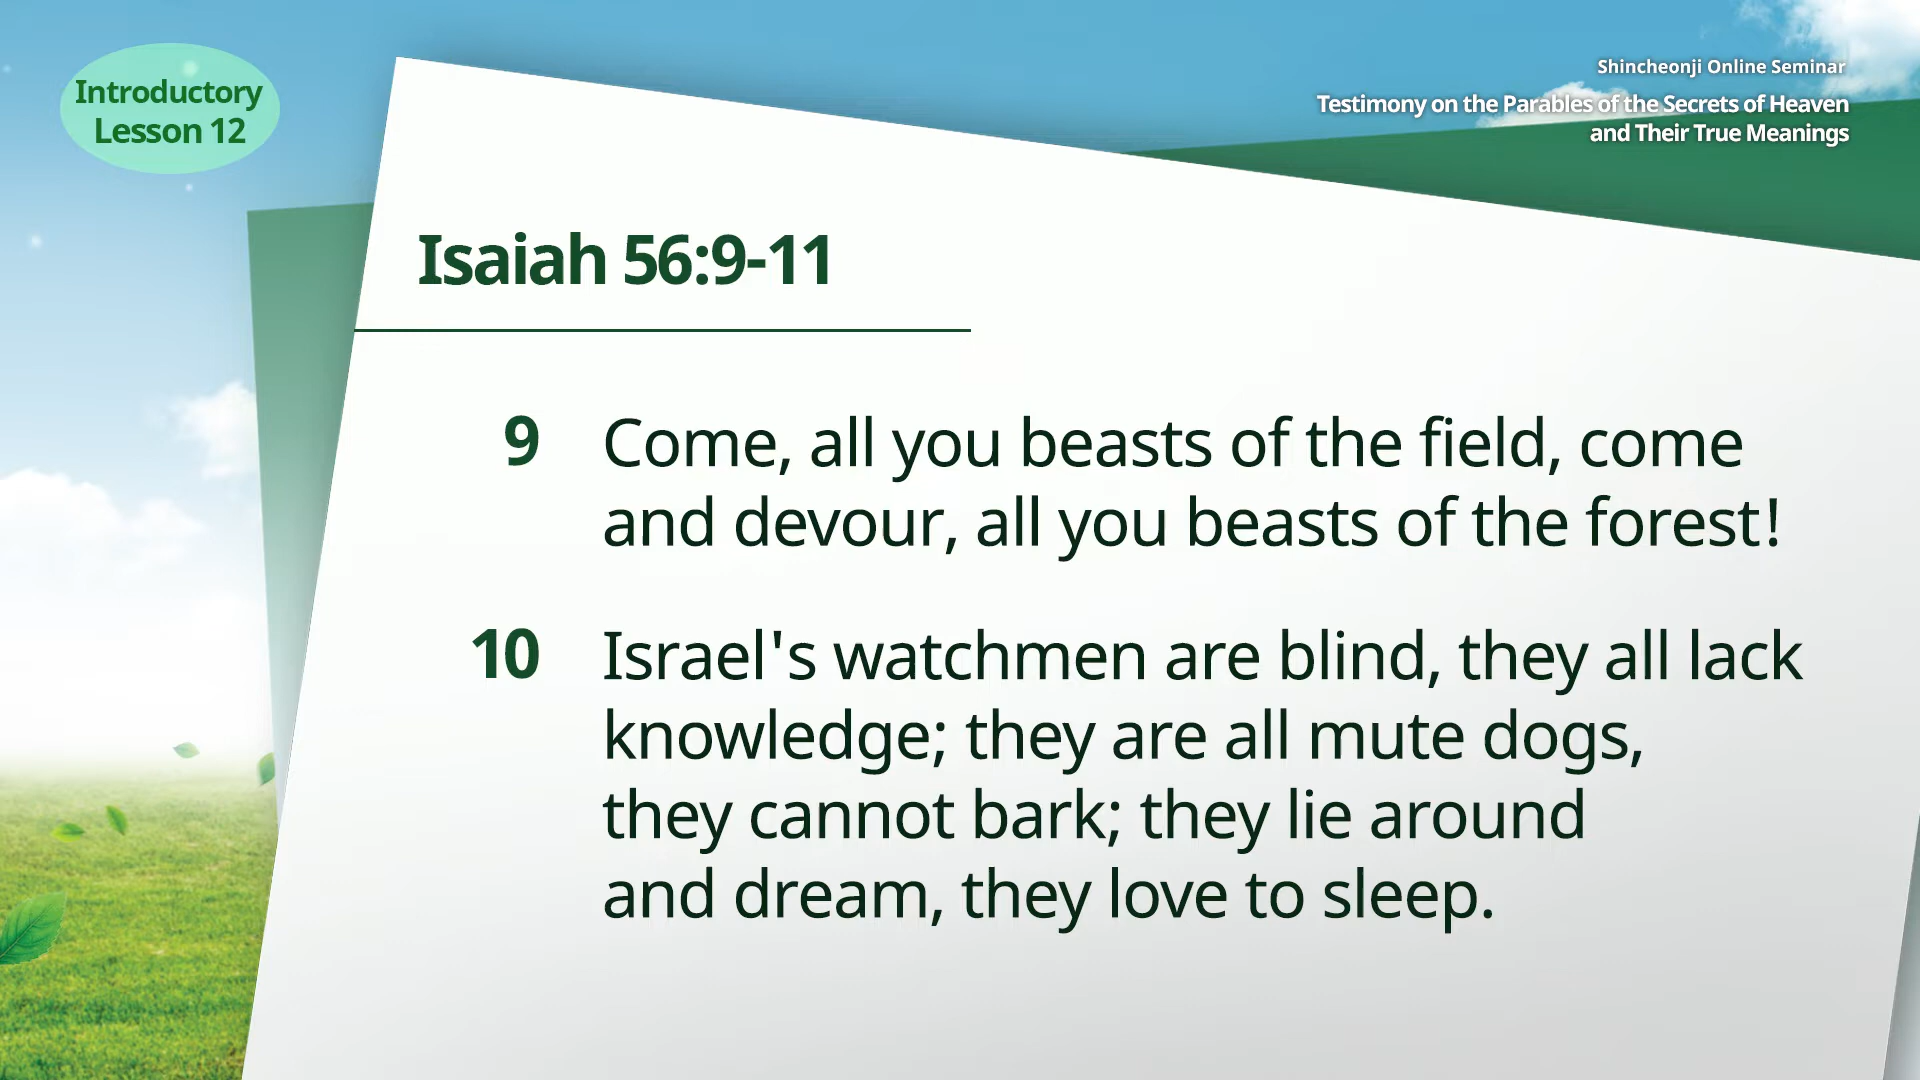 Introductory
Lesson 12
Shincheonji Online Seminar
Testimony on the Parables of the Secrets of Heaven
and Their True Meanings
Isaiah 56:9-11
9 Come, all you beasts of the field, come
and devour, all you beasts of the forest!
10 Israel's watchmen are blind, they all lack
knowledge; they are all mute dogs,
they cannot bark; they lie around
and dream, they love to sleep.